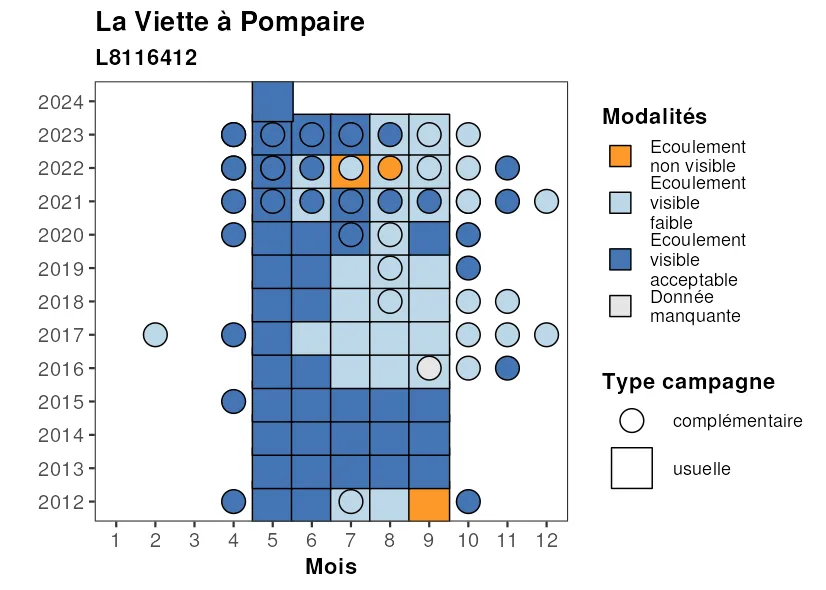 La Viette à Pompaire
L8116412
2024
2023
2022
2021
2020
2019
2018
2017
2016
2015
2014
2013
2012
1 2 3 4 5 6 7 8 9 10 11 12
Mois
Modalités
Ecoulement
non visible
Ecoulement
visible
faible
Ecoulement
visible
acceptable
Donnée
manquante
Type campagne
complémentaire
usuelle